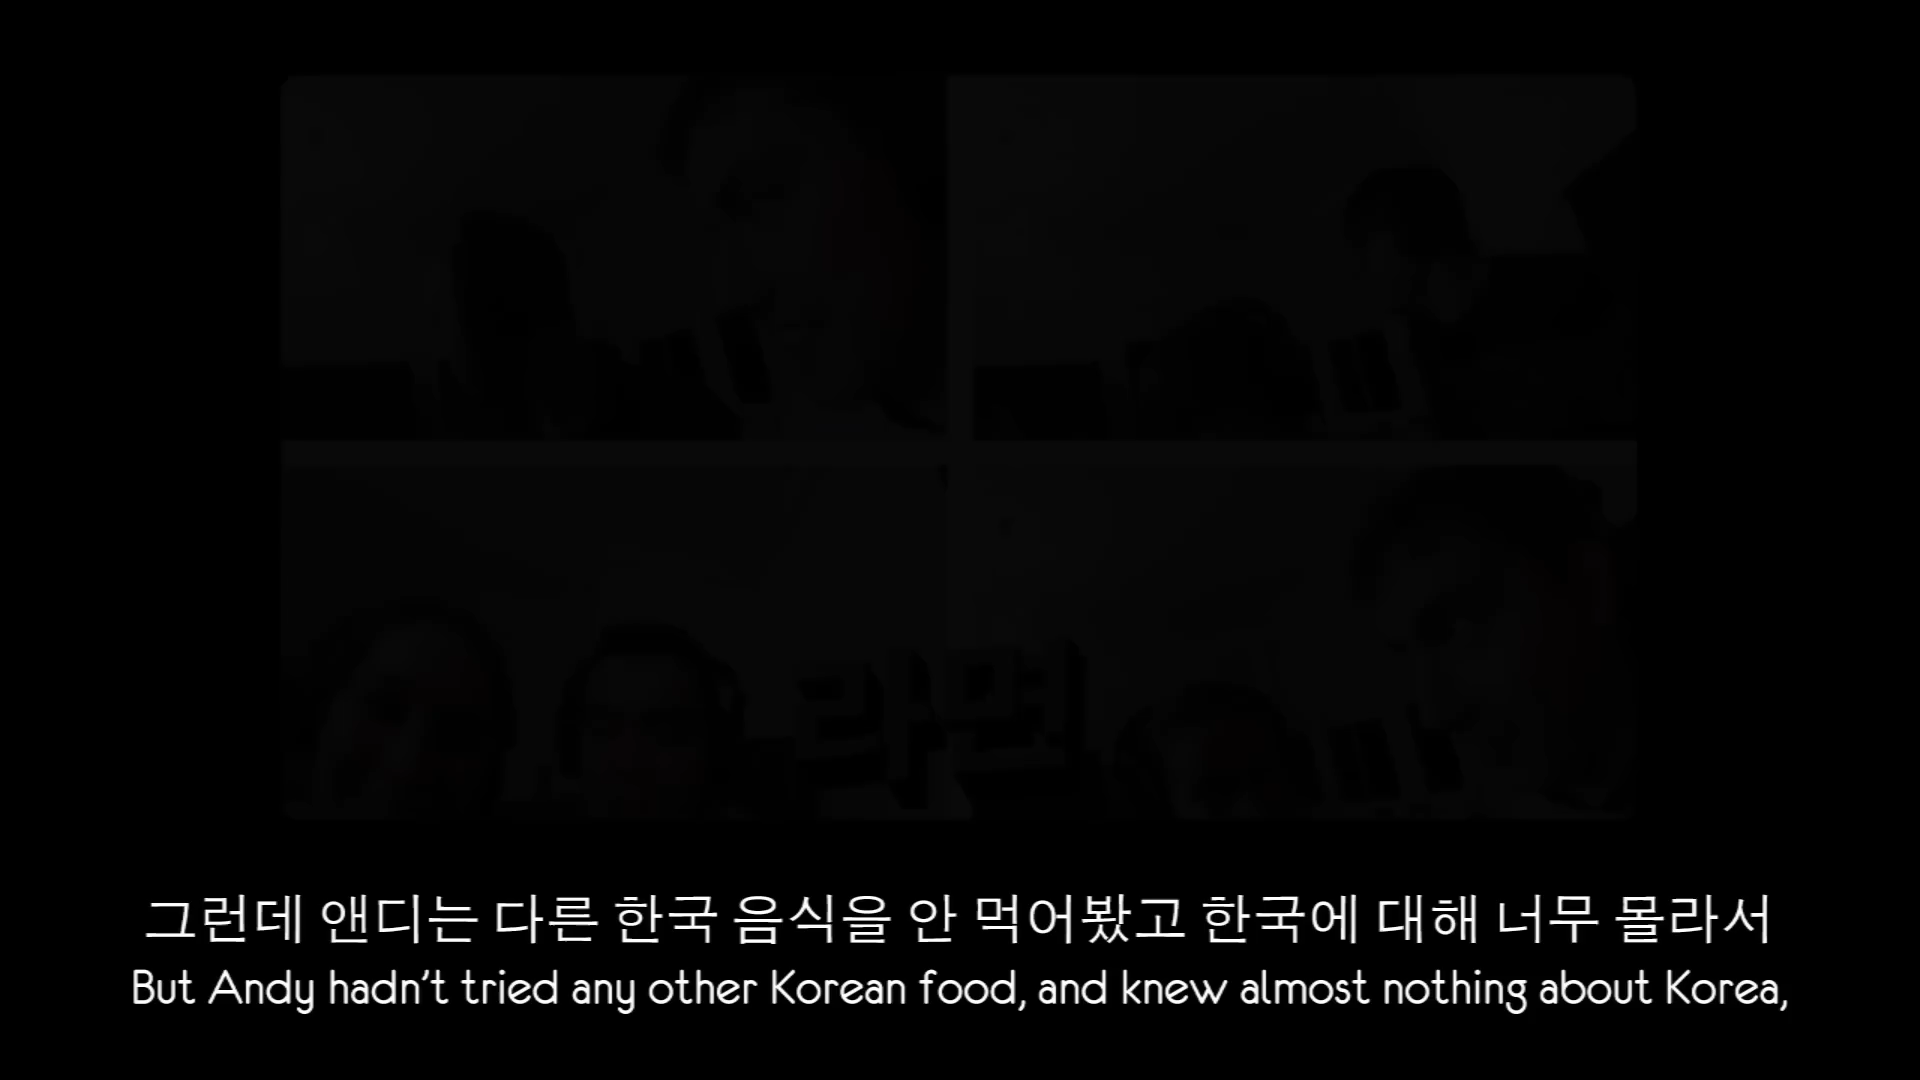 라면
그런데 앤디는 다른 한국 음식을 안 먹어봤고 한국에 대해 너무 몰라서
But Andy hadn't tried any other Korean food, and knew almost nothing about Korea,